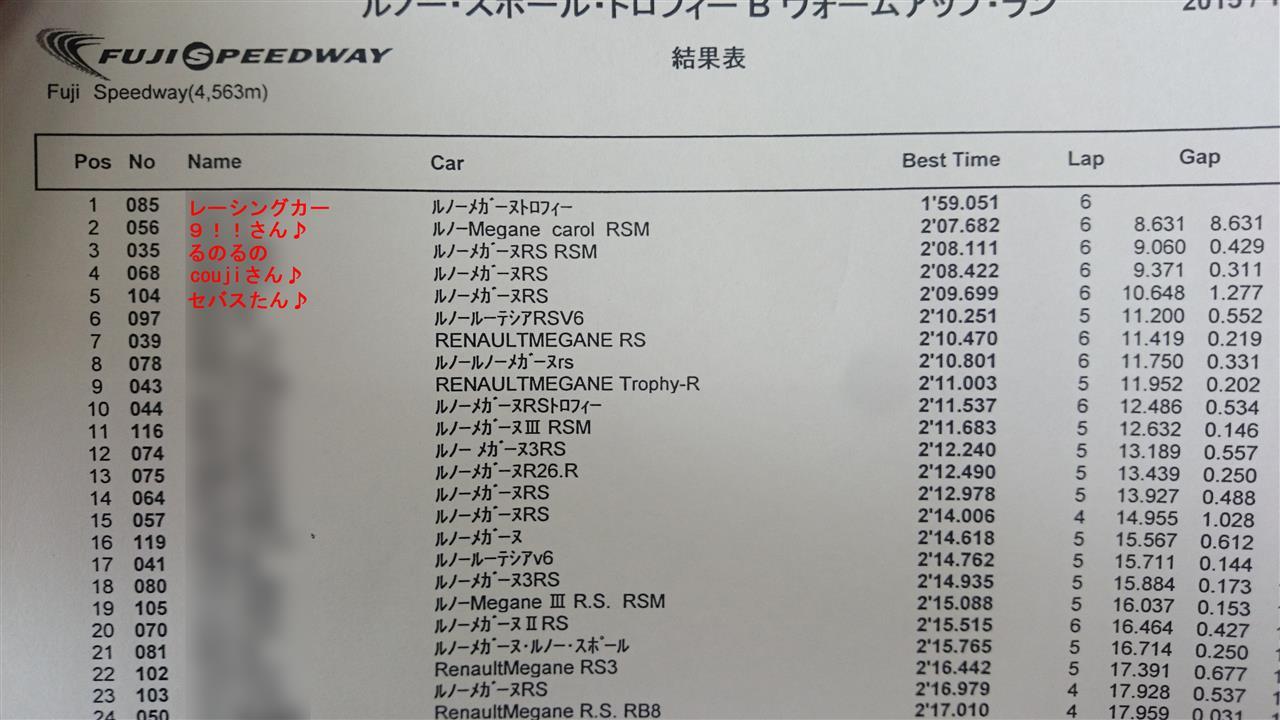 ルノー・スポール・トロフィー B ウォームアップ・ラン
FUJI SPEEDWAY
結果表
Fuji Speedway(4,563m)
Pos No Name Car Best Time Lap Gap
1 085 レーシングカー ﾙﾉｰﾒｶﾞｰﾇﾄﾛﾌｨｰ 1'59.051 6
2 056 ９！！さん♪ ﾙﾉｰMegane carol RSM 2'07.682 6 8.631 8.631
3 035 るのるの ﾙﾉｰﾒｶﾞｰﾇRS RSM 2'08.111 6 9.060 0.429
4 068 coujiさん♪ ﾙﾉｰﾒｶﾞｰﾇRS 2'08.422 6 9.371 0.311
5 104 セバスたん♪ ﾙﾉｰﾒｶﾞｰﾇRS 2'09.699 6 10.648 1.277
6 097 ﾙﾉｰﾙｰﾃｼｱRSV6 2'10.251 5 11.200 0.552
7 039 RENAULTMEGANE RS 2'10.470 6 11.419 0.219
8 078 ﾙﾉｰﾙﾉｰﾒｶﾞｰﾇrs 2'10.801 6 11.750 0.331
9 043 RENAULTMEGANE Trophy-R 2'11.003 5 11.952 0.202
10 044 ﾙﾉｰﾒｶﾞｰﾇRSﾄﾛﾌｨｰ 2'11.537 6 12.486 0.534
11 116 ﾙﾉｰﾒｶﾞｰﾇⅢ RSM 2'11.683 5 12.632 0.146
12 074 ﾙﾉｰ ﾒｶﾞｰﾇ3RS 2'12.240 5 13.189 0.557
13 075 ﾙﾉｰﾒｶﾞｰﾇR26.R 2'12.490 5 13.439 0.250
14 064 ﾙﾉｰﾒｶﾞｰﾇRS 2'12.978 5 13.927 0.488
15 057 ﾙﾉｰﾒｶﾞｰﾇRS 2'14.006 4 14.955 1.028
16 119 ﾙﾉｰﾒｶﾞｰﾇ 2'14.618 5 15.567 0.612
17 041 ﾙﾉｰﾙｰﾃｼｱv6 2'14.762 5 15.711 0.144
18 080 ﾙﾉｰﾒｶﾞｰﾇ3RS 2'14.935 5 15.884 0.173
19 105 ﾙﾉｰMegane Ⅲ R.S. RSM 2'15.088 5 16.037 0.153
20 070 ﾙﾉｰﾒｶﾞｰﾇⅡRS 2'15.515 6 16.464 0.427
21 081 ﾙﾉｰﾒｶﾞｰﾇ･ﾙﾉｰ･ｽﾎﾟｰﾙ 2'15.765 5 16.714 0.250
22 102 RenaultMegane RS3 2'16.442 5 17.391 0.677
23 103 ﾙﾉｰﾒｶﾞｰﾇRS 2'16.979 4 17.928 0.537
24 050 RenaultMegane R.S. RB8 2'17.010 4 17.959 0.031